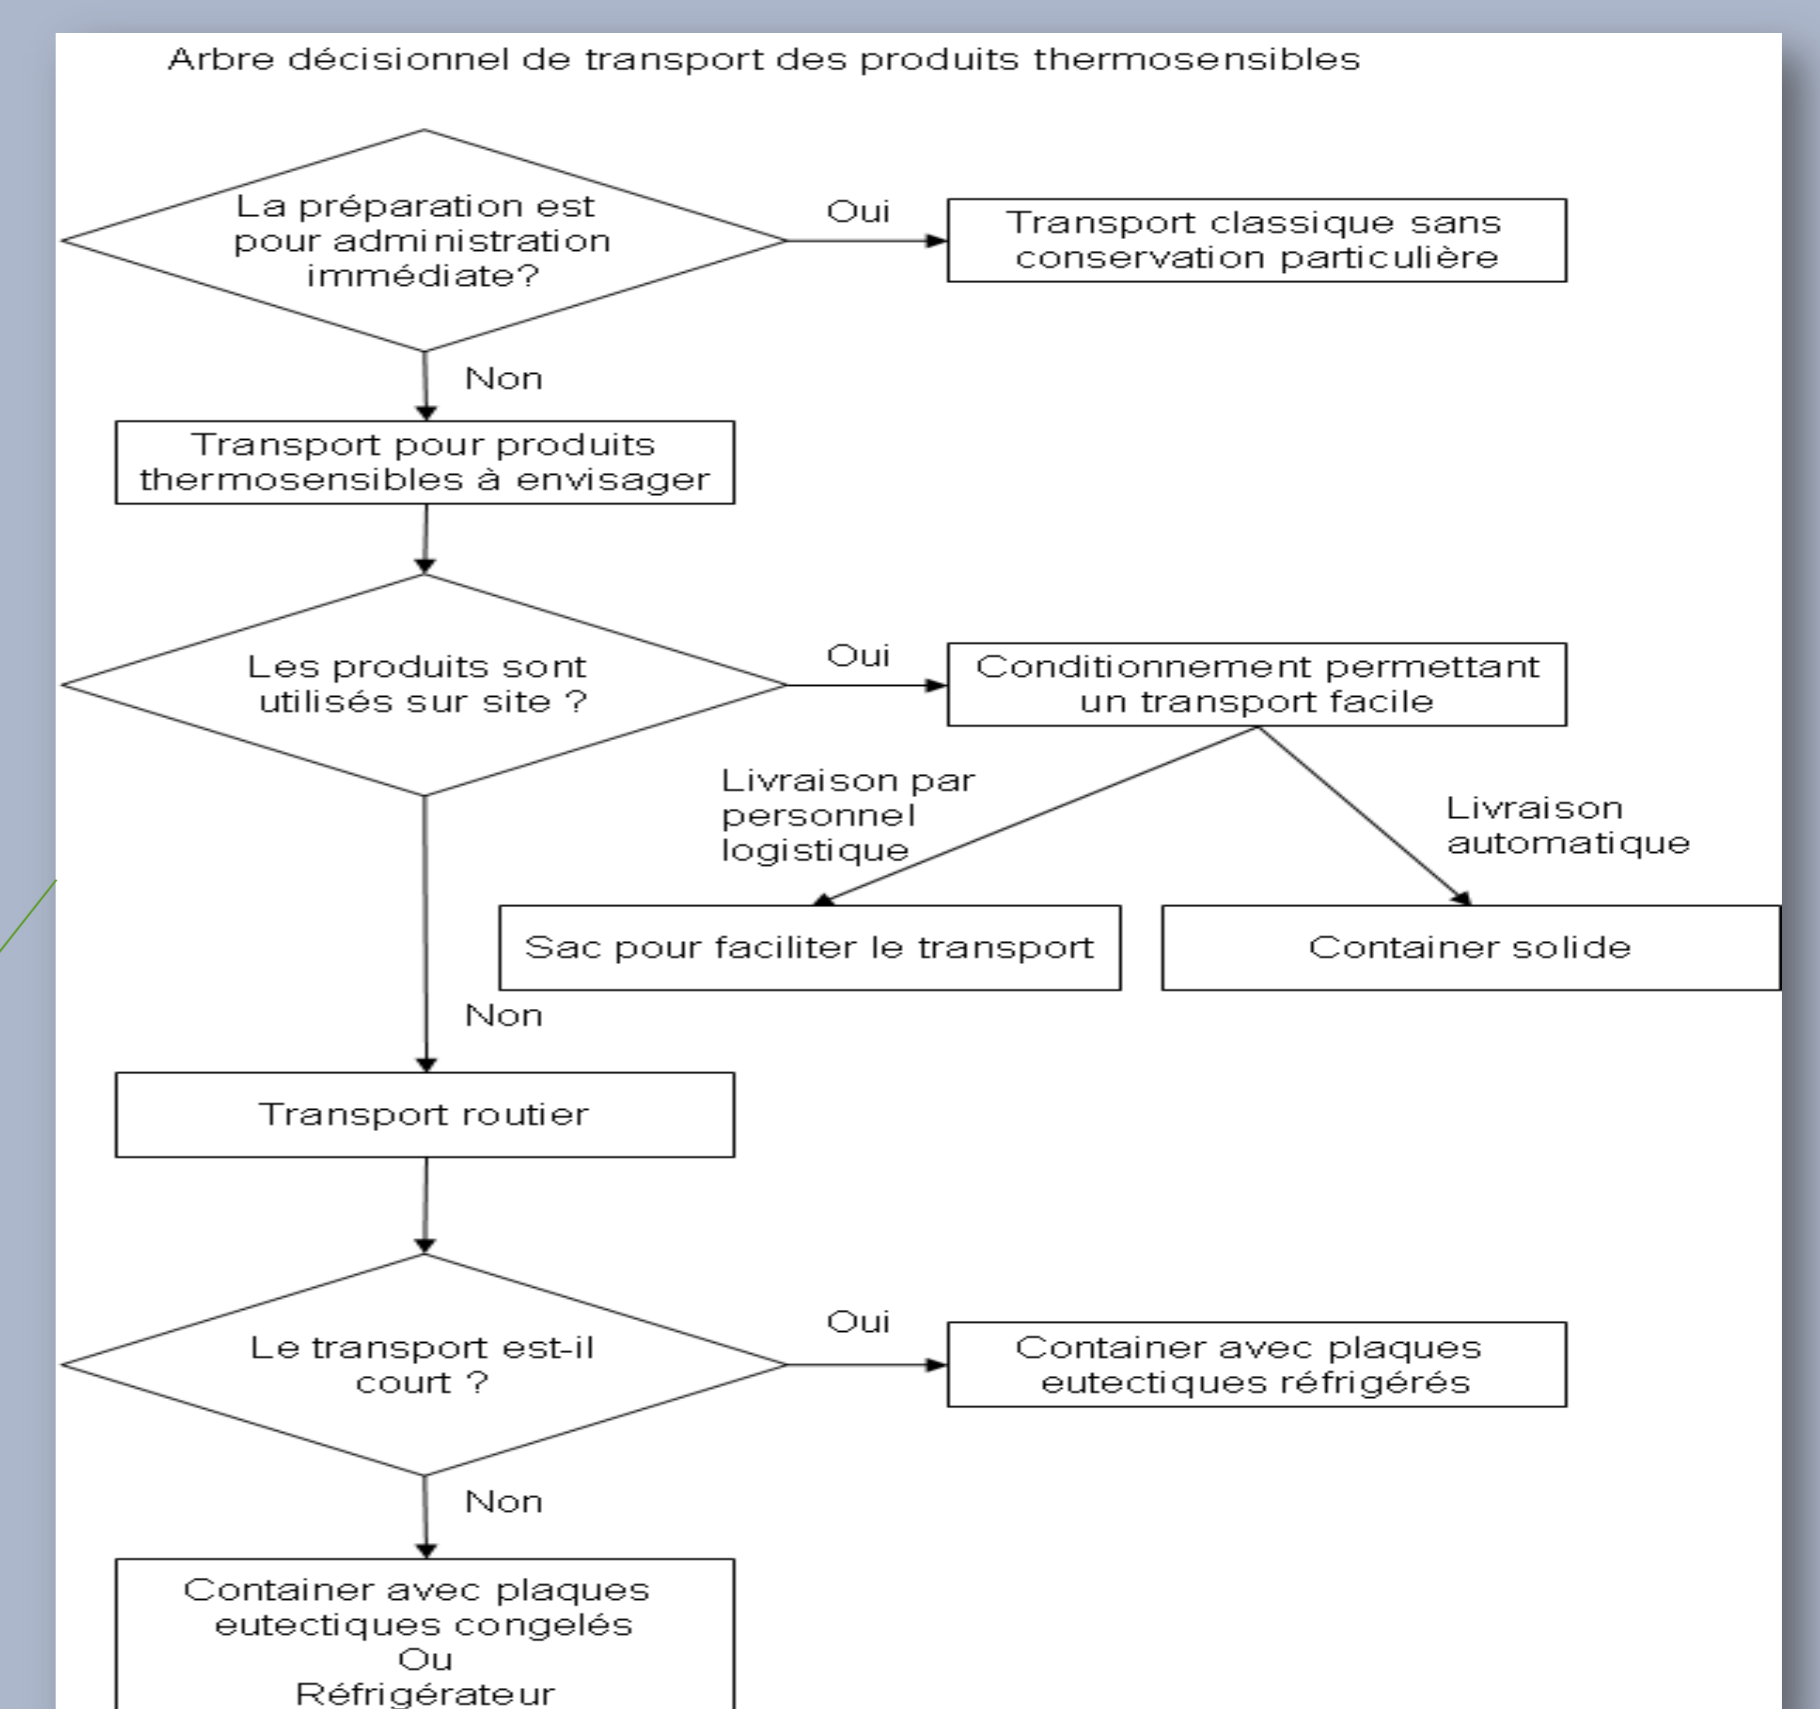 Arbre décisionnel de transport des produits thermosensibles
La préparation est
pour administration
immédiate?
Oui
Transport classique sans
conservation particulière
Non
Transport pour produits
thermosensibles à envisager
Les produits sont
utilisés sur site ?
Oui
Conditionnement permettant
un transport facile
Livraison par
personnel
logistique
Livraison
automatique
Sac pour faciliter le transport
Container solide
Non
Transport routier
Le transport est-il
court ?
Oui
Container avec plaques
eutectiques réfrigérés
Non
Container avec plaques
eutectiques congelés
Ou
Réfrigérateur